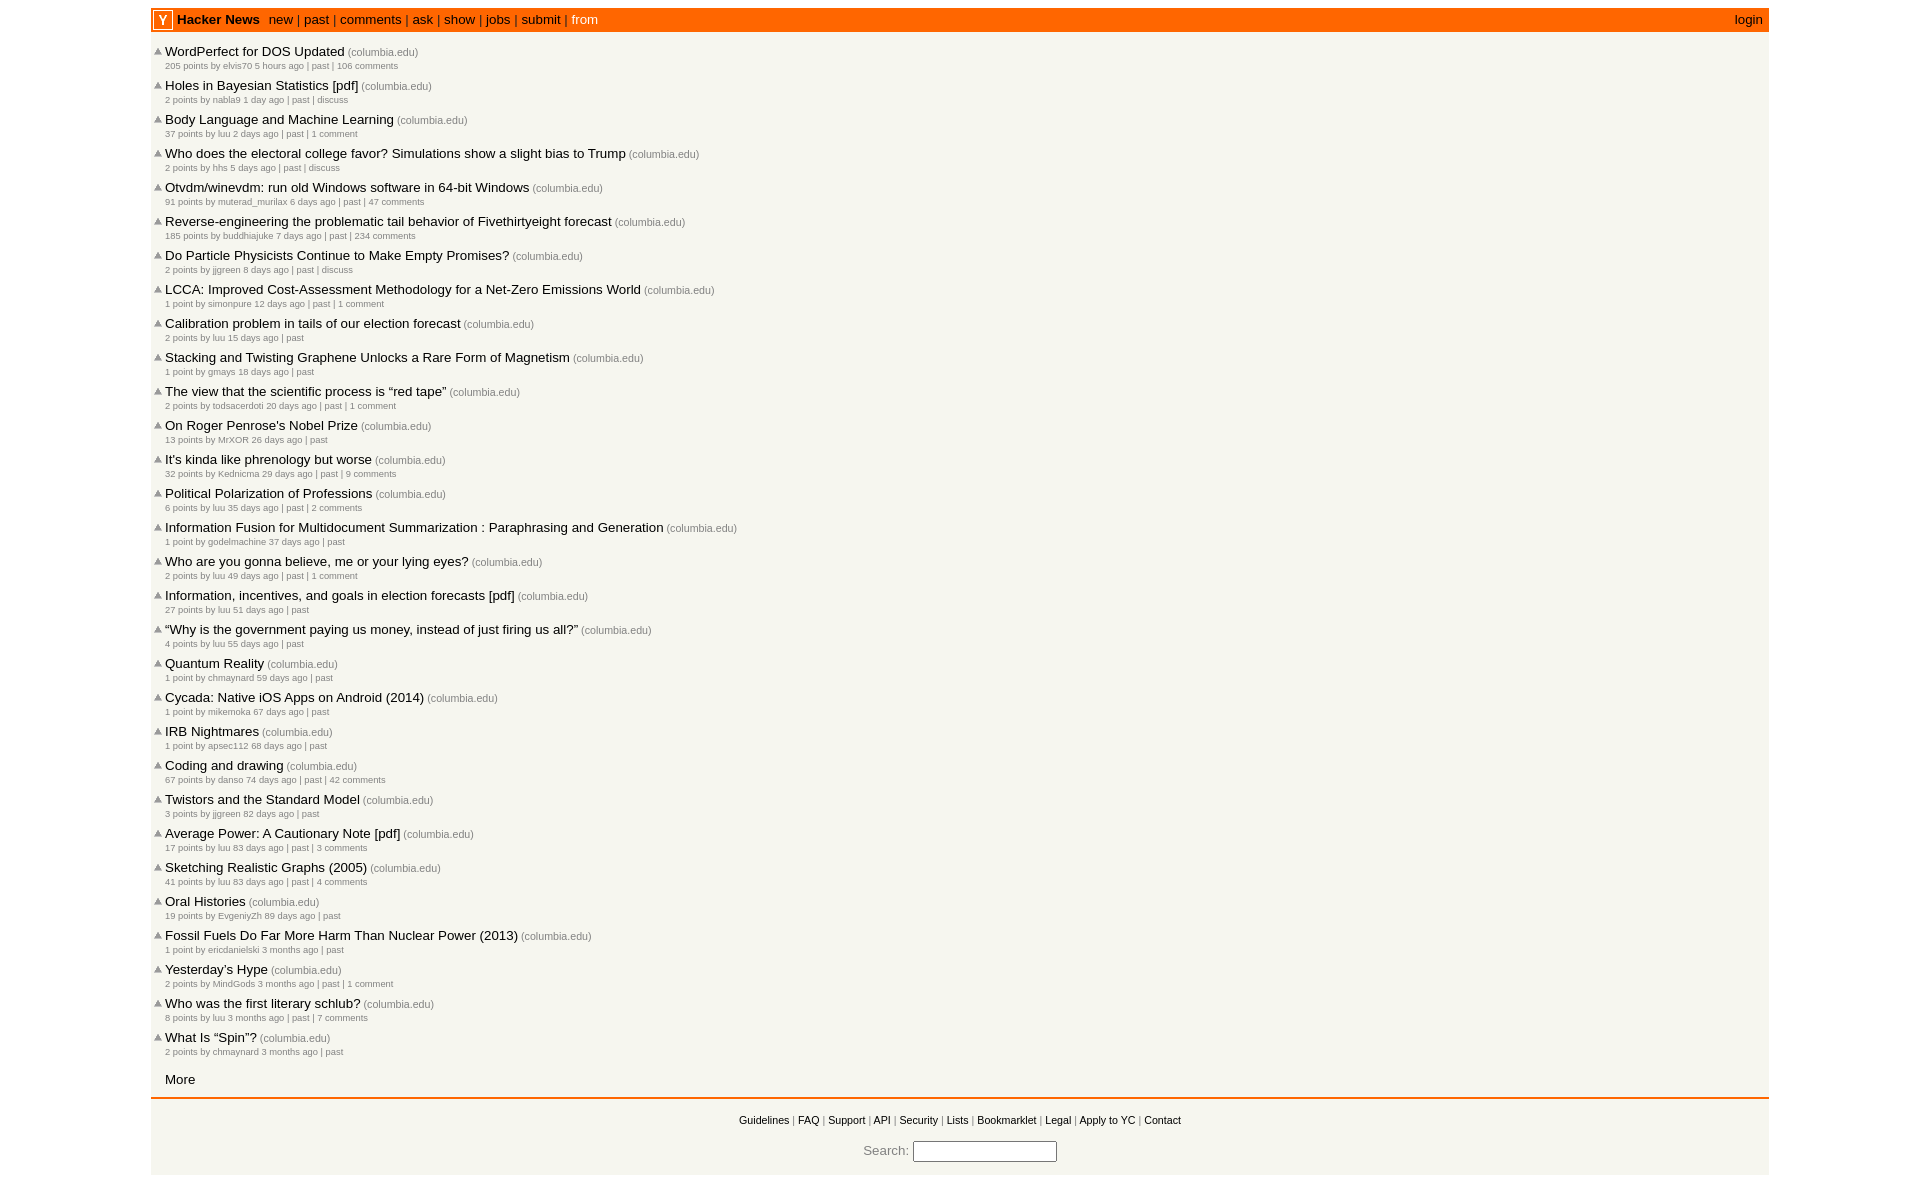 Y Hacker News new | past | comments | ask | show | jobs | submit | from login
WordPerfect for DOS Updated (columbia.edu)
205 points by elvis70 5 hours ago | past | 106 comments
Holes in Bayesian Statistics [pdf] (columbia.edu)
2 points by nabla9 1 day ago | past | discuss
Body Language and Machine Learning (columbia.edu)
37 points by luu 2 days ago | past | 1 comment
Who does the electoral college favor? Simulations show a slight bias to Trump (columbia.edu)
2 points by hhs 5 days ago | past | discuss
Otvdm/winevdm: run old Windows software in 64-bit Windows (columbia.edu)
91 points by muterad_murilax 6 days ago | past | 47 comments
Reverse-engineering the problematic tail behavior of Fivethirtyeight forecast (columbia.edu)
185 points by buddhiajuke 7 days ago | past | 234 comments
Do Particle Physicists Continue to Make Empty Promises? (columbia.edu)
2 points by jjgreen 8 days ago | past | discuss
LCCA: Improved Cost-Assessment Methodology for a Net-Zero Emissions World (columbia.edu)
1 point by simonpure 12 days ago | past | 1 comment
Calibration problem in tails of our election forecast (columbia.edu)
2 points by luu 15 days ago | past
Stacking and Twisting Graphene Unlocks a Rare Form of Magnetism (columbia.edu)
1 point by gmays 18 days ago | past
The view that the scientific process is “red tape” (columbia.edu)
2 points by todsacerdoti 20 days ago | past | 1 comment
On Roger Penrose's Nobel Prize (columbia.edu)
13 points by MrXOR 26 days ago | past
It's kinda like phrenology but worse (columbia.edu)
32 points by Kednicma 29 days ago | past | 9 comments
Political Polarization of Professions (columbia.edu)
6 points by luu 35 days ago | past | 2 comments
Information Fusion for Multidocument Summarization : Paraphrasing and Generation (columbia.edu)
1 point by godelmachine 37 days ago | past
Who are you gonna believe, me or your lying eyes? (columbia.edu)
2 points by luu 49 days ago | past | 1 comment
Information, incentives, and goals in election forecasts [pdf] (columbia.edu)
27 points by luu 51 days ago | past
“Why is the government paying us money, instead of just firing us all?” (columbia.edu)
4 points by luu 55 days ago | past
Quantum Reality (columbia.edu)
1 point by chmaynard 59 days ago | past
Cycada: Native iOS Apps on Android (2014) (columbia.edu)
1 point by mikemoka 67 days ago | past
IRB Nightmares (columbia.edu)
1 point by apsec112 68 days ago | past
Coding and drawing (columbia.edu)
67 points by danso 74 days ago | past | 42 comments
Twistors and the Standard Model (columbia.edu)
3 points by jjgreen 82 days ago | past
Average Power: A Cautionary Note [pdf] (columbia.edu)
17 points by luu 83 days ago | past | 3 comments
Sketching Realistic Graphs (2005) (columbia.edu)
41 points by luu 83 days ago | past | 4 comments
Oral Histories (columbia.edu)
19 points by EvgeniyZh 89 days ago | past
Fossil Fuels Do Far More Harm Than Nuclear Power (2013) (columbia.edu)
1 point by ericdanielski 3 months ago | past
Yesterday’s Hype (columbia.edu)
2 points by MindGods 3 months ago | past | 1 comment
Who was the first literary schlub? (columbia.edu)
8 points by luu 3 months ago | past | 7 comments
What Is “Spin”? (columbia.edu)
2 points by chmaynard 3 months ago | past
More
Guidelines | FAQ | Support | API | Security | Lists | Bookmarklet | Legal | Apply to YC | Contact
Search: